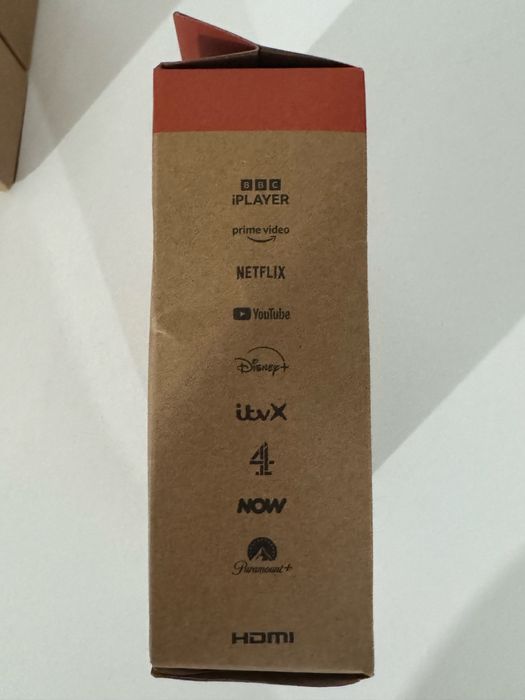 BBC
iPLAYER
prime video
NETFLIX
YouTube
Disney+
itvX
4
NOW
Paramount+
HDMI